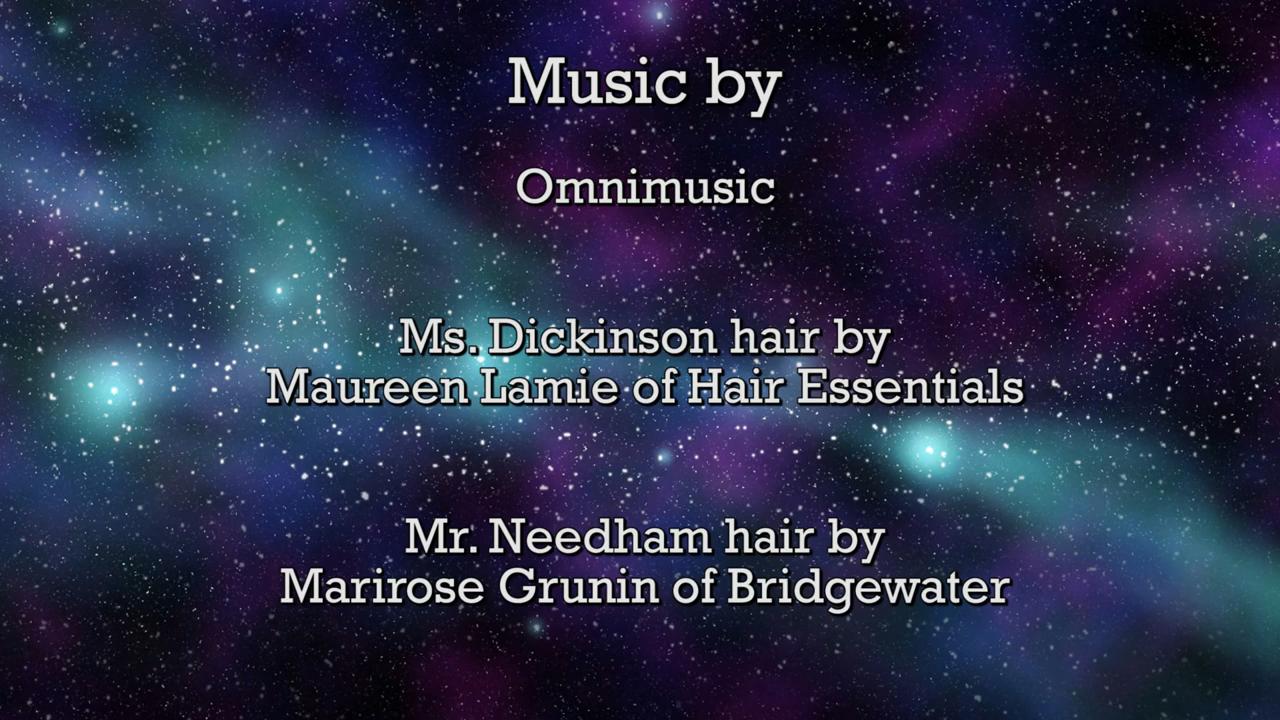 Music by
Omnimusic
Ms. Dickinson hair by
Maureen Lamie of Hair Essentials
Mr. Needham hair by
Marirose Grunin of Bridgewater